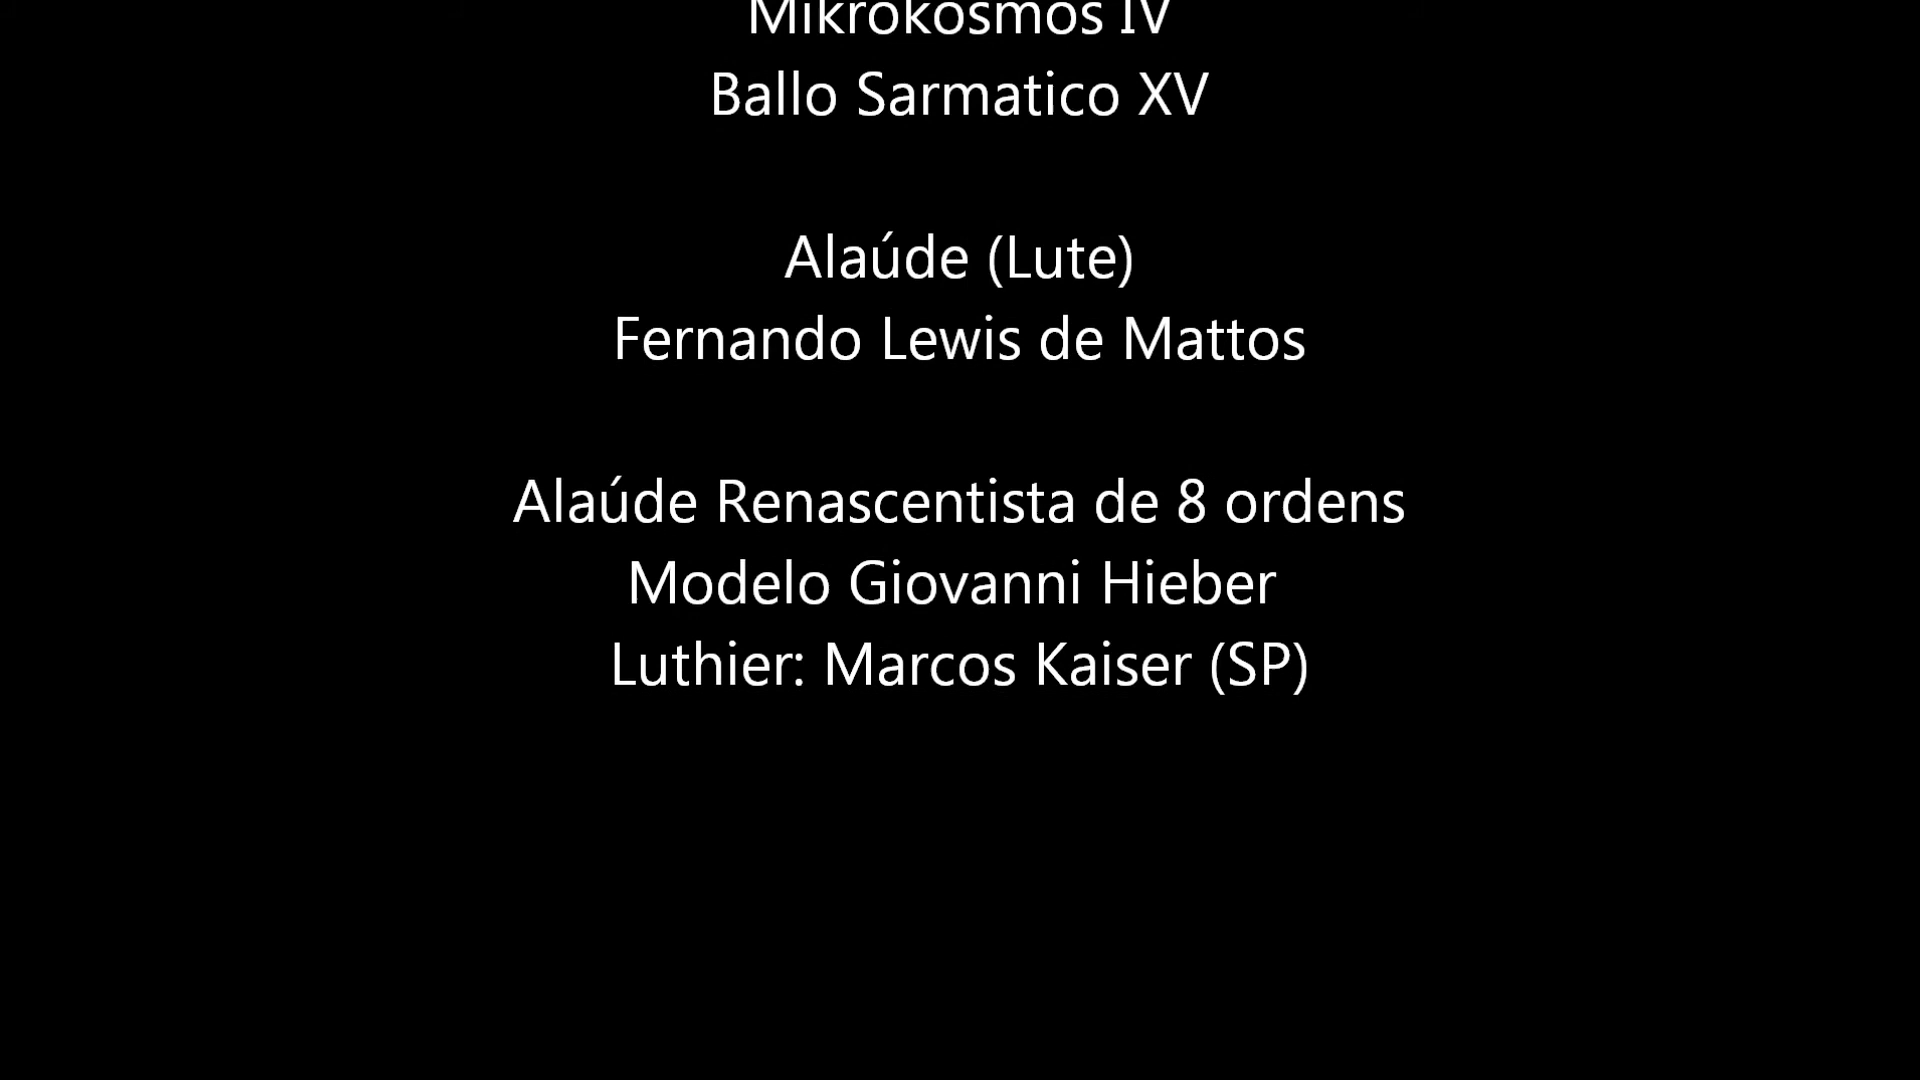 Mikrokosmos IV
Ballo Sarmatico XV
Alaúde (Lute)
Fernando Lewis de Mattos
Alaúde Renascentista de 8 ordens
Modelo Giovanni Hieber
Luthier: Marcos Kaiser (SP)